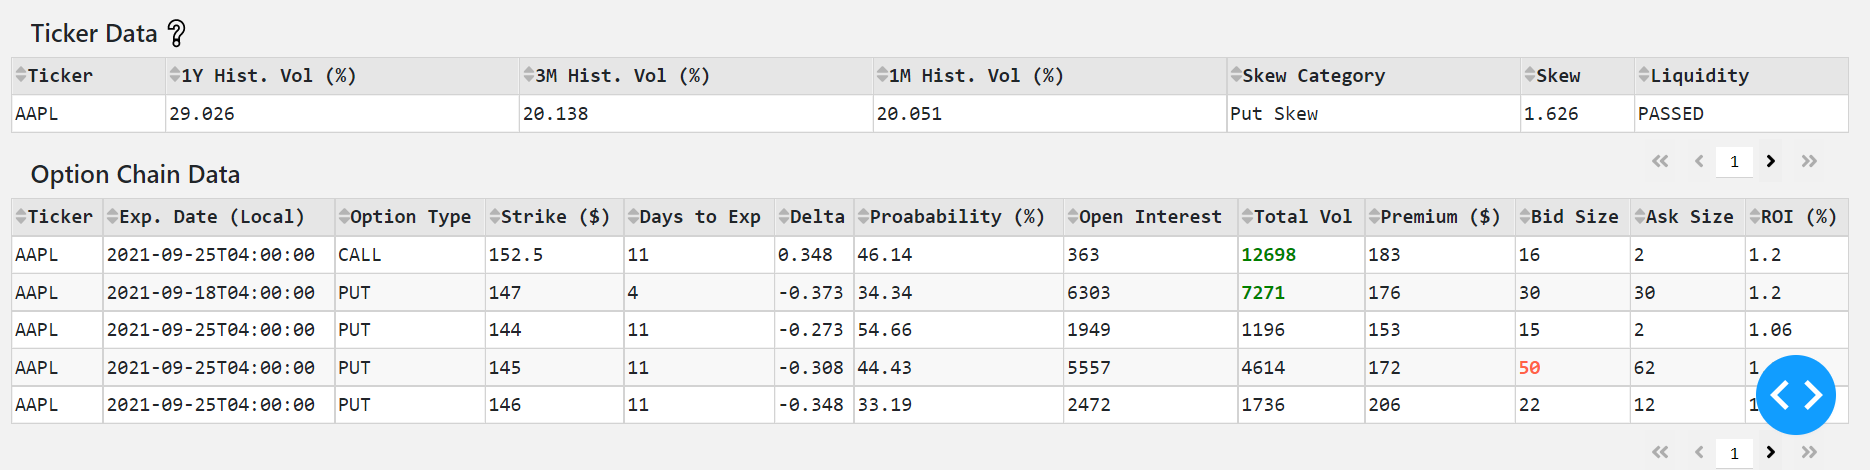 Ticker Data
Ticker 1Y Hist. Vol (%) 3M Hist. Vol (%) 1M Hist. Vol (%) Skew Category Skew Liquidity
AAPL 29.026 20.138 20.051 Put Skew 1.626 PASSED
1
Option Chain Data
Ticker Exp. Date (Local) Option Type Strike ($) Days to Exp Delta Proabability (%) Open Interest Total Vol Premium ($) Bid Size Ask Size ROI (%)
AAPL 2021-09-25T04:00:00 CALL 152.5 11 0.348 46.14 363 12698 183 16 2 1.2
AAPL 2021-09-18T04:00:00 PUT 147 4 -0.373 34.34 6303 7271 176 30 30 1.2
AAPL 2021-09-25T04:00:00 PUT 144 11 -0.273 54.66 1949 1196 153 15 2 1.06
AAPL 2021-09-25T04:00:00 PUT 145 11 -0.308 44.43 5557 4614 172 50 62
AAPL 2021-09-25T04:00:00 PUT 146 11 -0.348 33.19 2472 1736 206 22 12
1